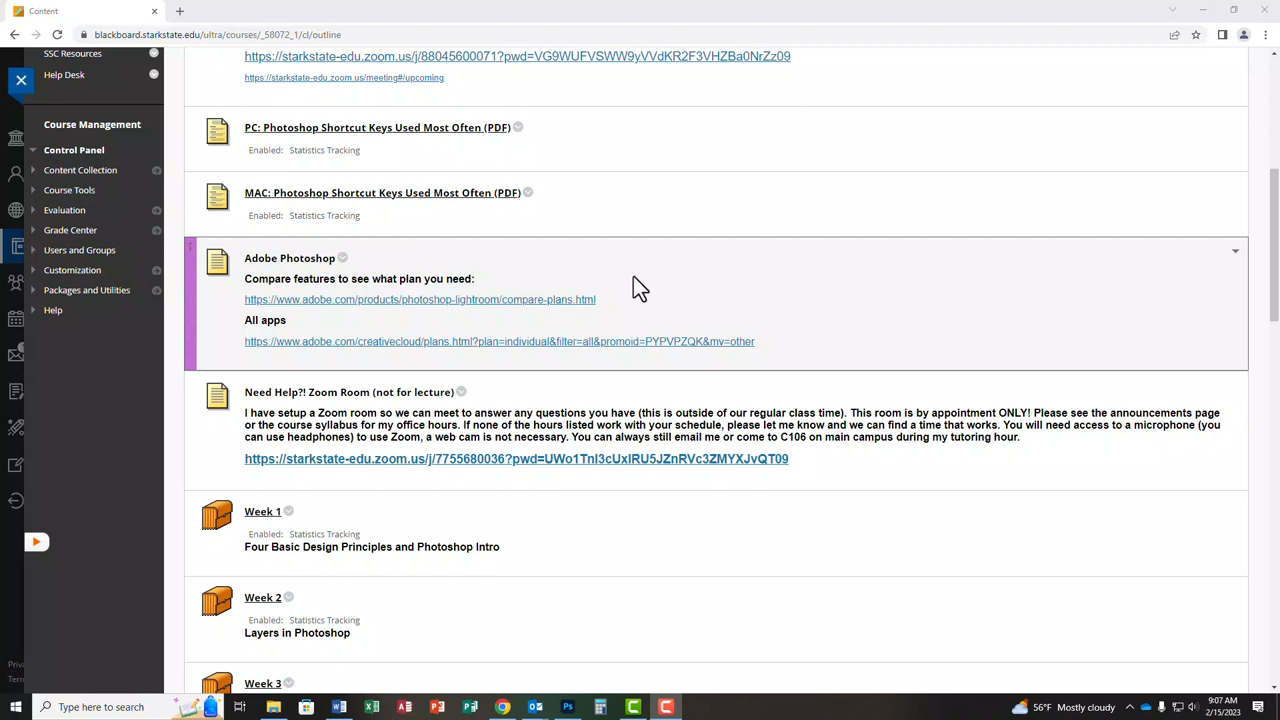 Content
blackboard.starkstate.edu/ultra/courses/_58072_1/cl/outline
SSC Resources
Help Desk
Course Management
Control Panel
Content Collection
Course Tools
Evaluation
Grade Center
Users and Groups
Customization
Packages and Utilities
Help
Priv
Tern
https://starkstate-edu.zoom.us/j/88045600071?pwd=VG9WUFVSWW9yVVdKR2F3VHZBa0NrZz09
https://starkstate-edu.zoom.us/meeting#/upcoming
PC: Photoshop Shortcut Keys Used Most Often (PDF)
Enabled: Statistics Tracking
MAC: Photoshop Shortcut Keys Used Most Often (PDF)
Enabled: Statistics Tracking
Adobe Photoshop
Compare features to see what plan you need:
https://www.adobe.com/products/photoshop-lightroom/compare-plans.html
All apps
https://www.adobe.com/creativecloud/plans.html?plan=individual&filter=all&promoid=PYPVPZQK&mv=other
Need Help?! Zoom Room (not for lecture)
I have setup a Zoom room so we can meet to answer any questions you have (this is outside of our regular class time). This room is by appointment ONLY! Please see the announcements page
or the course syllabus for my office hours. If none of the hours listed work with your schedule, please let me know and we can find a time that works. You will need access to a microphone (you
can use headphones) to use Zoom, a web cam is not necessary. You can always still email me or come to C106 on main campus during my tutoring hour.
https://starkstate-edu.zoom.us/j/7755680036?pwd=UWo1Tnl3cUxIRU5JZnRVc3ZMYXJvQT09
Week 1
Enabled: Statistics Tracking
Four Basic Design Principles and Photoshop Intro
Week 2
Enabled: Statistics Tracking
Layers in Photoshop
Week 3
Type here to search
56°F Mostly cloudy
9:07 AM
2/15/2023